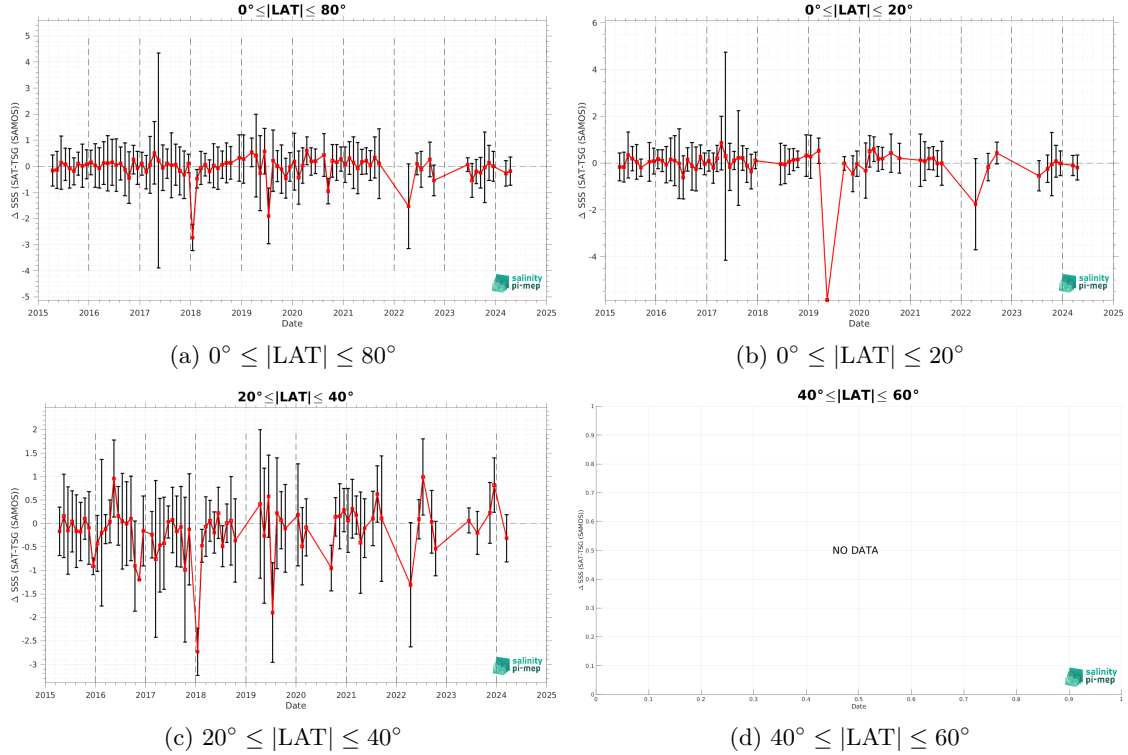 0°≤|LAT|≤ 80°
Δ SSS (SAT-TSG (SAMOS))
5
4
3
2
1
0
-1
-2
-3
-4
-5
2015 2016 2017 2018 2019 2020 2021 2022 2023 2024 2025
Date
salinity
pi-mep
(a) 0° ≤ |LAT| ≤ 80°
0°≤|LAT|≤ 20°
Δ SSS (SAT-TSG (SAMOS))
6
4
2
0
-2
-4
2015 2016 2017 2018 2019 2020 2021 2022 2023 2024 2025
Date
salinity
pi-mep
(b) 0° ≤ |LAT| ≤ 20°
20°≤|LAT|≤ 40°
Δ SSS (SAT-TSG (SAMOS))
2
1.5
1
0.5
0
-0.5
-1
-1.5
-2
-2.5
-3
2015 2016 2017 2018 2019 2020 2021 2022 2023 2024 2025
Date
salinity
pi-mep
(c) 20° ≤ |LAT| ≤ 40°
40°≤|LAT|≤ 60°
Δ SSS (SAT-TSG (SAMOS))
1
0.9
0.8
0.7
0.6
0.5
0.4
0.3
0.2
0.1
0
NO DATA
0 0.1 0.2 0.3 0.4 0.5 0.6 0.7 0.8 0.9 1
Date
salinity
pi-mep
(d) 40° ≤ |LAT| ≤ 60°